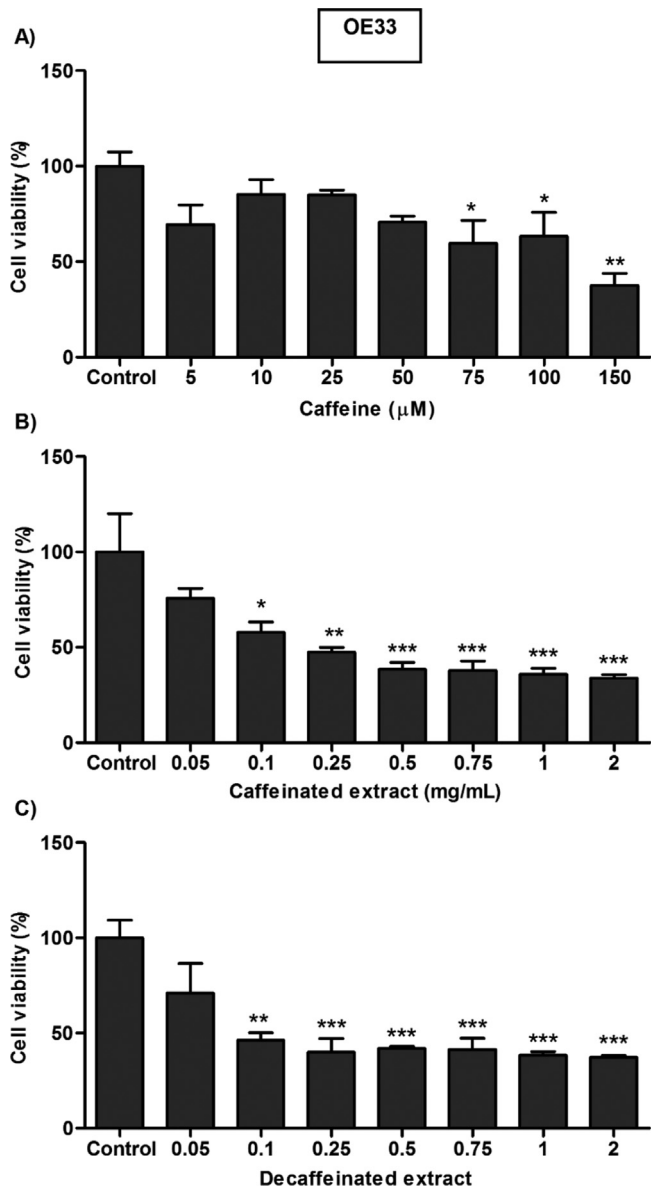 OE33
A)
150
*
*
**
100
50
0
Cell viability (%)
Control 5 10 25 50 75 100 150
Caffeine (μM)
B)
150
100
*
**
***
***
***
***
50
0
Cell viability (%)
Control 0.05 0.1 0.25 0.5 0.75 1 2
Caffeinated extract (mg/mL)
C)
150
100
**
***
***
***
***
***
50
0
Cell viability (%)
Control 0.05 0.1 0.25 0.5 0.75 1 2
Decaffeinated extract